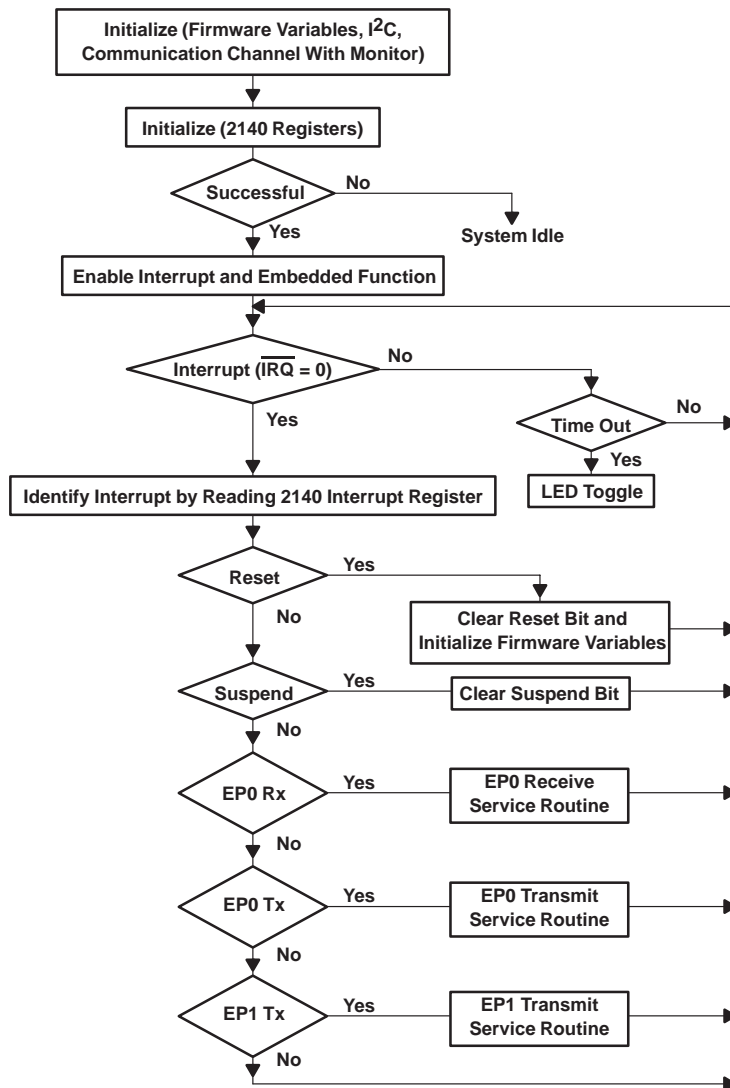 Initialize (Firmware Variables, I2C,
Communication Channel With Monitor)
Initialize (2140 Registers)
Successful
No
System Idle
Yes
Enable Interrupt and Embedded Function
Interrupt (IRQ = 0)
No
Time Out
No
Yes
LED Toggle
Yes
Identify Interrupt by Reading 2140 Interrupt Register
Reset
Yes
Clear Reset Bit and
Initialize Firmware Variables
No
Suspend
Yes
Clear Suspend Bit
No
EP0 Rx
Yes
EP0 Receive
Service Routine
No
EP0 Tx
Yes
EP0 Transmit
Service Routine
No
EP1 Tx
Yes
EP1 Transmit
Service Routine
No